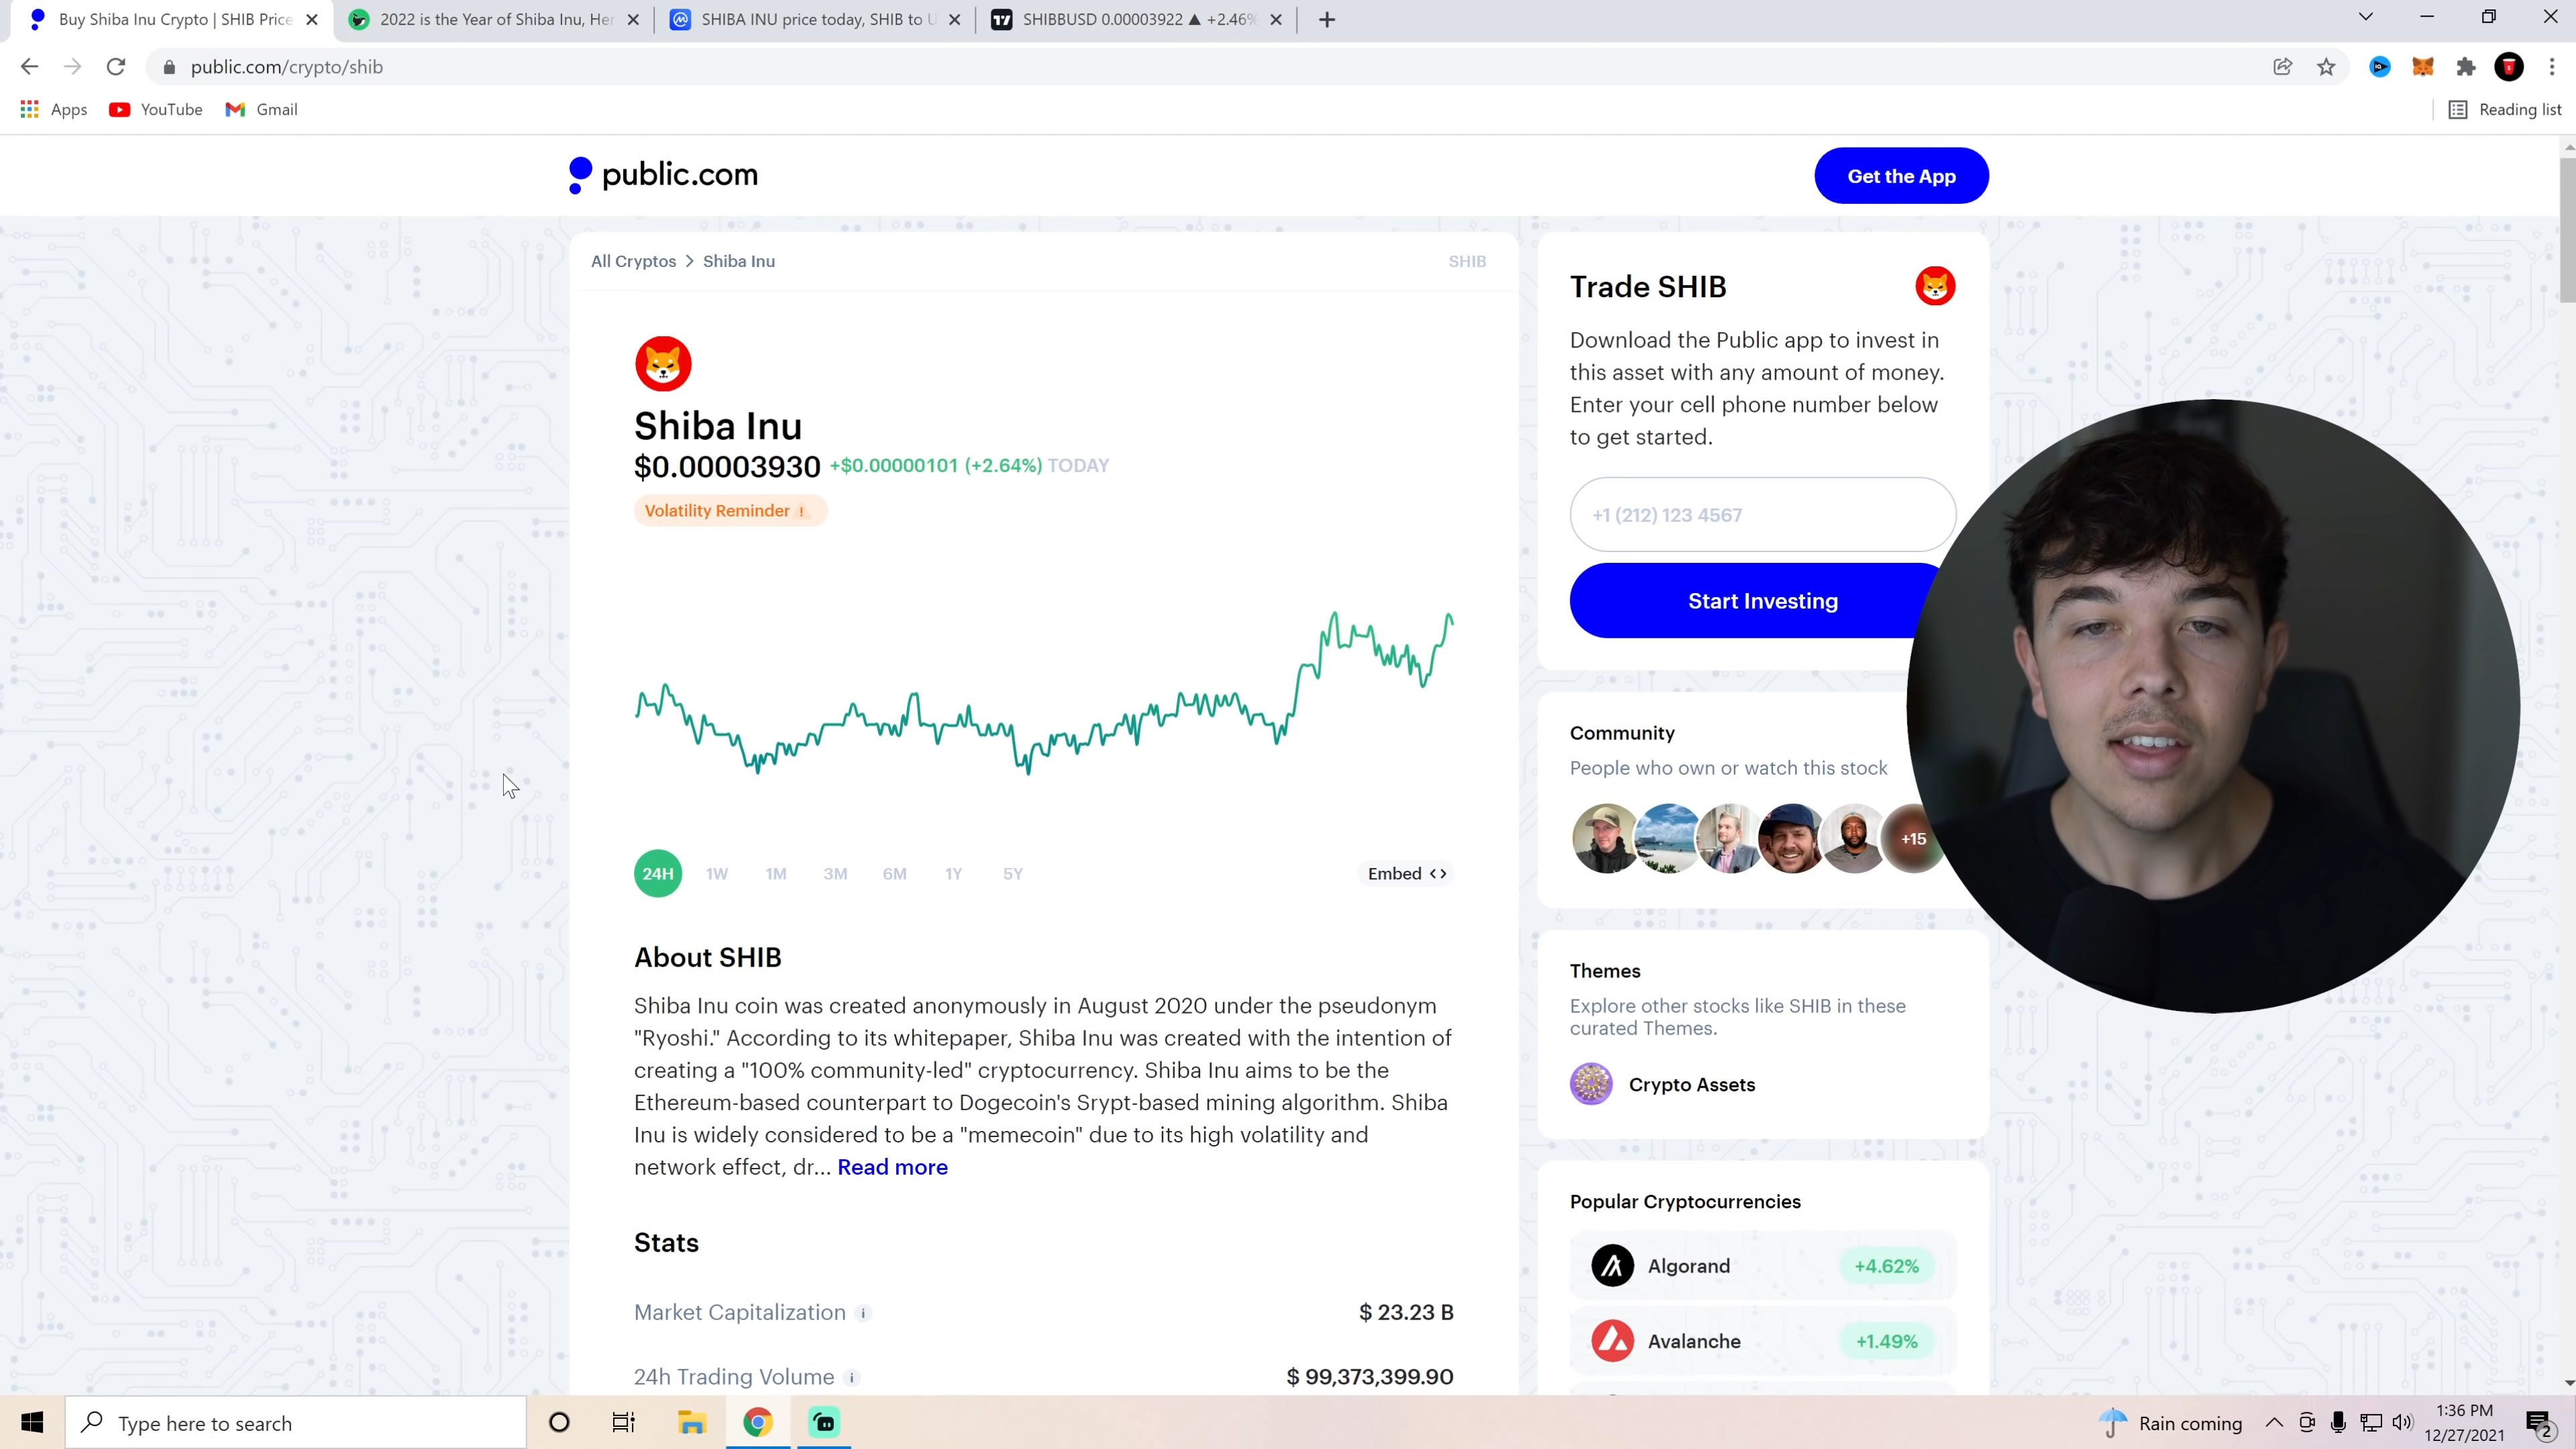 Buy Shiba Inu Crypto | SHIB Price
2022 is the Year of Shiba Inu, Her
SHIBA INU price today, SHIB to U
SHIBBUSD 0.00003922 ▲ +2.46%
public.com/crypto/shib
Apps
YouTube
Gmail
Reading list
public.com
Get the App
All Cryptos > Shiba Inu
SHIB
Shiba Inu
$0.00003930 +$0.00000101 (+2.64%) TODAY
Volatility Reminder !
24H 1W 1M 3M 6M 1Y 5Y
Embed <>
About SHIB
Shiba Inu coin was created anonymously in August 2020 under the pseudonym
"Ryoshi." According to its whitepaper, Shiba Inu was created with the intention of
creating a "100% community-led" cryptocurrency. Shiba Inu aims to be the
Ethereum-based counterpart to Dogecoin's Srypt-based mining algorithm. Shiba
Inu is widely considered to be a "memecoin" due to its high volatility and
network effect, dr... Read more
Stats
Market Capitalization i $ 23.23 B
24h Trading Volume i $ 99,373,399.90
Trade SHIB
Download the Public app to invest in
this asset with any amount of money.
Enter your cell phone number below
to get started.
+1 (212) 123 4567
Start Investing
Community
People who own or watch this stock
+15
Themes
Explore other stocks like SHIB in these
curated Themes.
Crypto Assets
Popular Cryptocurrencies
Algorand +4.62%
Avalanche +1.49%
Type here to search
Rain coming
1:36 PM
12/27/2021
2